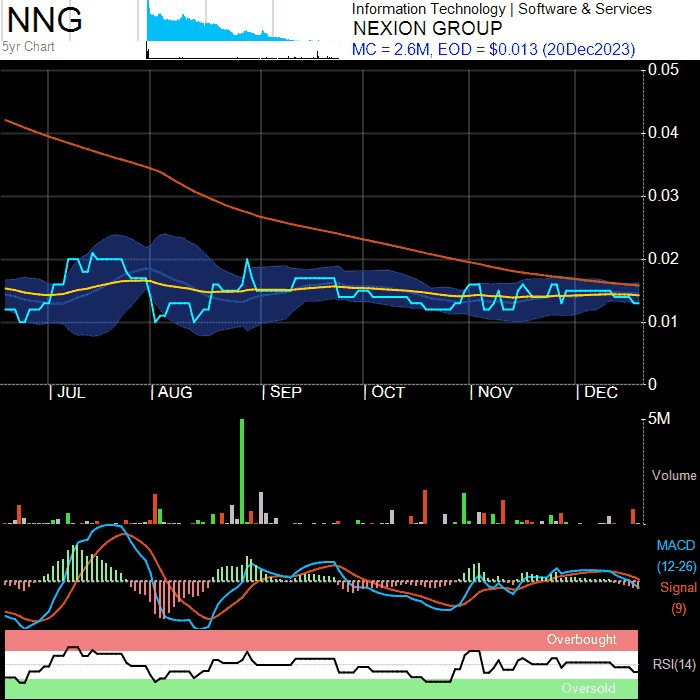 NNG
5yr Chart
Information Technology | Software & Services
NEXION GROUP
MC = 2.6M, EOD = $0.013 (20Dec2023)
0.05
0.04
0.03
0.02
0.01
0
| JUL | AUG | SEP | OCT | NOV | DEC
5M
Volume
MACD
(12-26)
Signal
(9)
Overbought
RSI(14)
Oversold